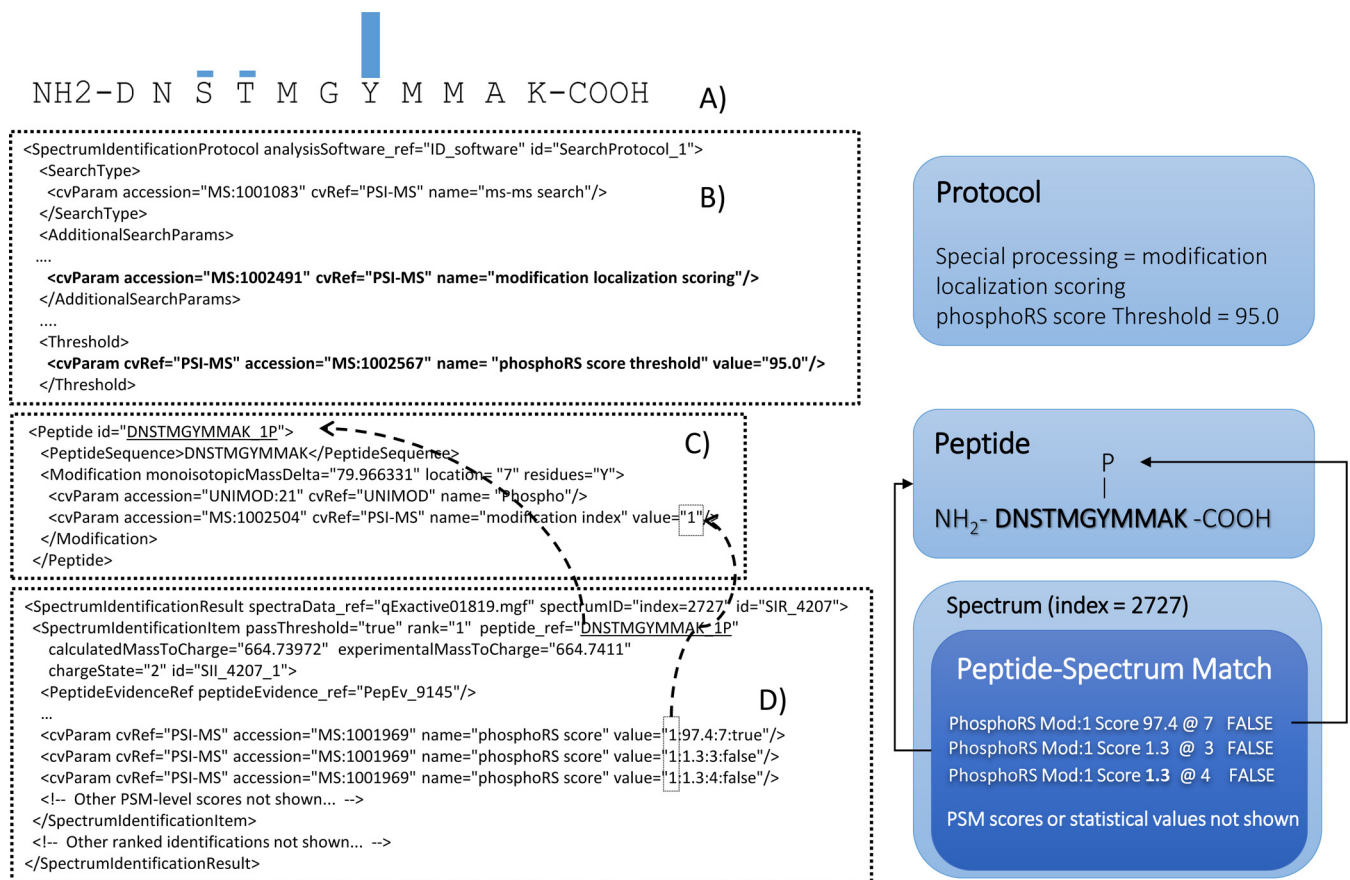 NH2-D N S T M G Y M M A K-COOH
A)
<SpectrumIdentificationProtocol analysisSoftware_ref="ID_software" id="SearchProtocol_1">
<SearchType>
<cvParam accession="MS:1001083" cvRef="PSI-MS" name="ms-ms search"/>
</SearchType>
<AdditionalSearchParams>
....
<cvParam accession="MS:1002491" cvRef="PSI-MS" name="modification localization scoring"/>
</AdditionalSearchParams>
....
<Threshold>
<cvParam cvRef="PSI-MS" accession="MS:1002567" name= "phosphoRS score threshold" value="95.0"/>
</Threshold>
B)
<Peptide id="DNSTMGYMMAK_1P">
<PeptideSequence>DNSTMGYMMAK</PeptideSequence>
<Modification monoisotopicMassDelta="79.966331" location= "7" residues="Y">
<cvParam accession="UNIMOD:21" cvRef="UNIMOD" name= "Phospho"/>
<cvParam accession="MS:1002504" cvRef="PSI-MS" name="modification index" value="1"/>
</Modification>
</Peptide>
C)
<SpectrumIdentificationResult spectraData_ref="qExactive01819.mgf" spectrumID="index=2727" id="SIR_4207">
<SpectrumIdentificationItem passThreshold="true" rank="1" peptide_ref="DNSTMGYMMAK_1P"
calculatedMassToCharge="664.73972" experimentalMassToCharge="664.7411"
chargeState="2" id="SII_4207_1">
<PeptideEvidenceRef peptideEvidence_ref="PepEv_9145"/>
...
<cvParam cvRef="PSI-MS" accession="MS:1001969" name="phosphoRS score" value="1:97.4:7:true"/>
<cvParam cvRef="PSI-MS" accession="MS:1001969" name="phosphoRS score" value="1:1.3:3:false"/>
<cvParam cvRef="PSI-MS" accession="MS:1001969" name="phosphoRS score" value="1:1.3:4:false"/>
<!-- Other PSM-level scores not shown... -->
</SpectrumIdentificationItem>
<!-- Other ranked identifications not shown... -->
</SpectrumIdentificationResult>
D)
Protocol
Special processing = modification
localization scoring
phosphoRS score Threshold = 95.0
Peptide
P
NH2- DNSTMGYMMAK -COOH
Spectrum (index = 2727)
Peptide-Spectrum Match
PhosphoRS Mod:1 Score 97.4 @ 7 FALSE
PhosphoRS Mod:1 Score 1.3 @ 3 FALSE
PhosphoRS Mod:1 Score 1.3 @ 4 FALSE
PSM scores or statistical values not shown